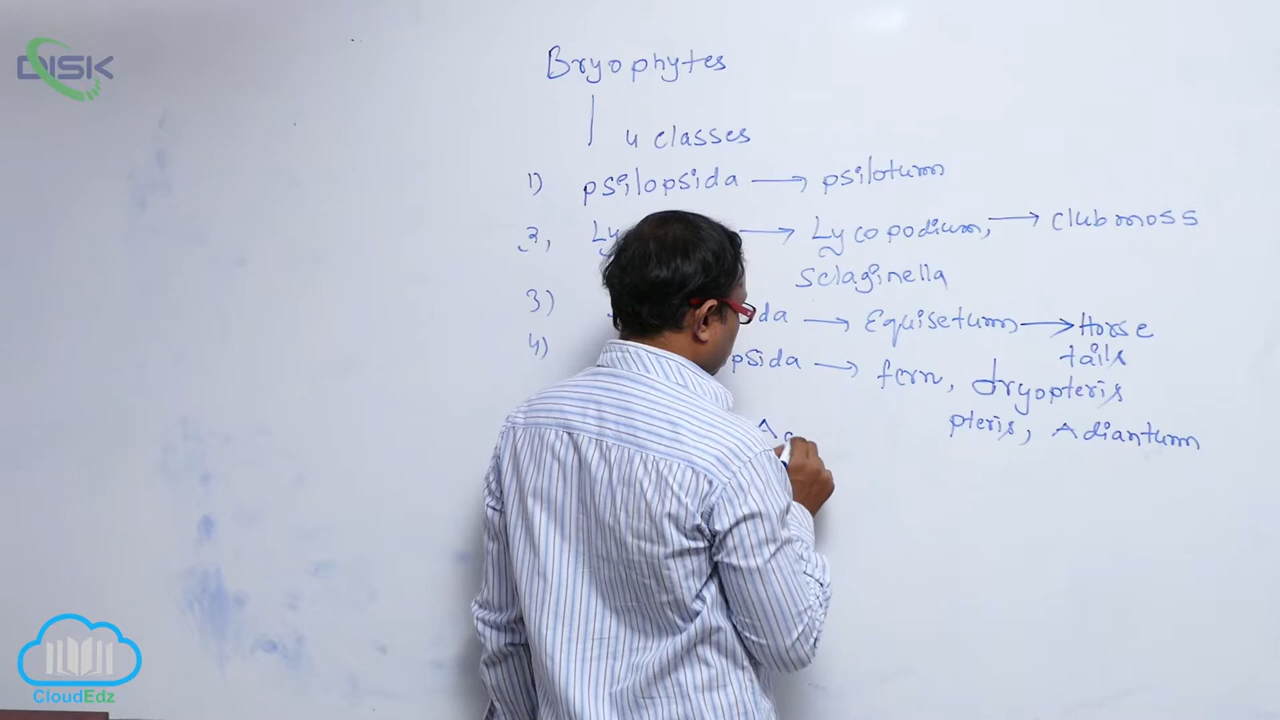 DISK
Bryophytes
4 classes
1) psilopsida → psilotum
2, Ly → Lycopodium, → clubmoss
Selaginella
3) da → Equisetum → Horse
tails
4) psida → fern, dryopteris
pteris, Adiantum
CloudEdz